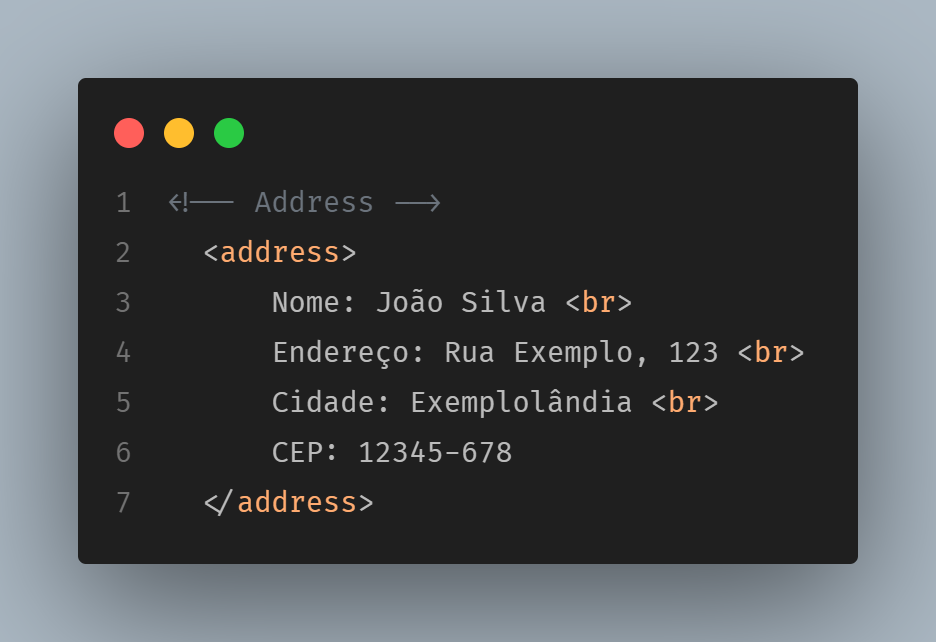 1 <!-- Address -->
2 <address>
3 Nome: João Silva <br>
4 Endereço: Rua Exemplo, 123 <br>
5 Cidade: Exemplolândia <br>
6 CEP: 12345-678
7 </address>